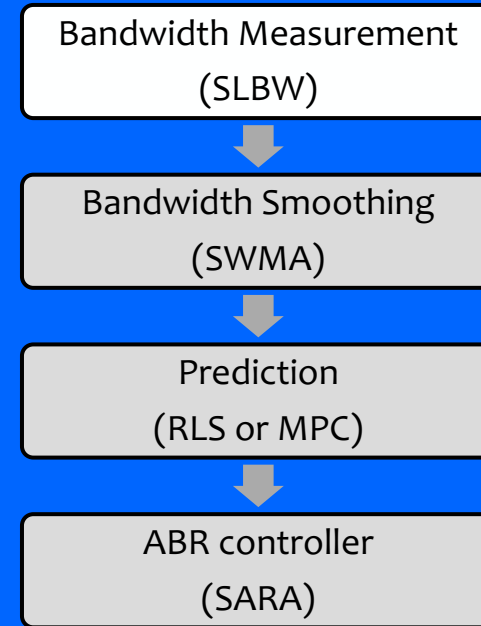 Bandwidth Measurement
(SLBW)
Bandwidth Smoothing
(SWMA)
Prediction
(RLS or MPC)
ABR controller
(SARA)